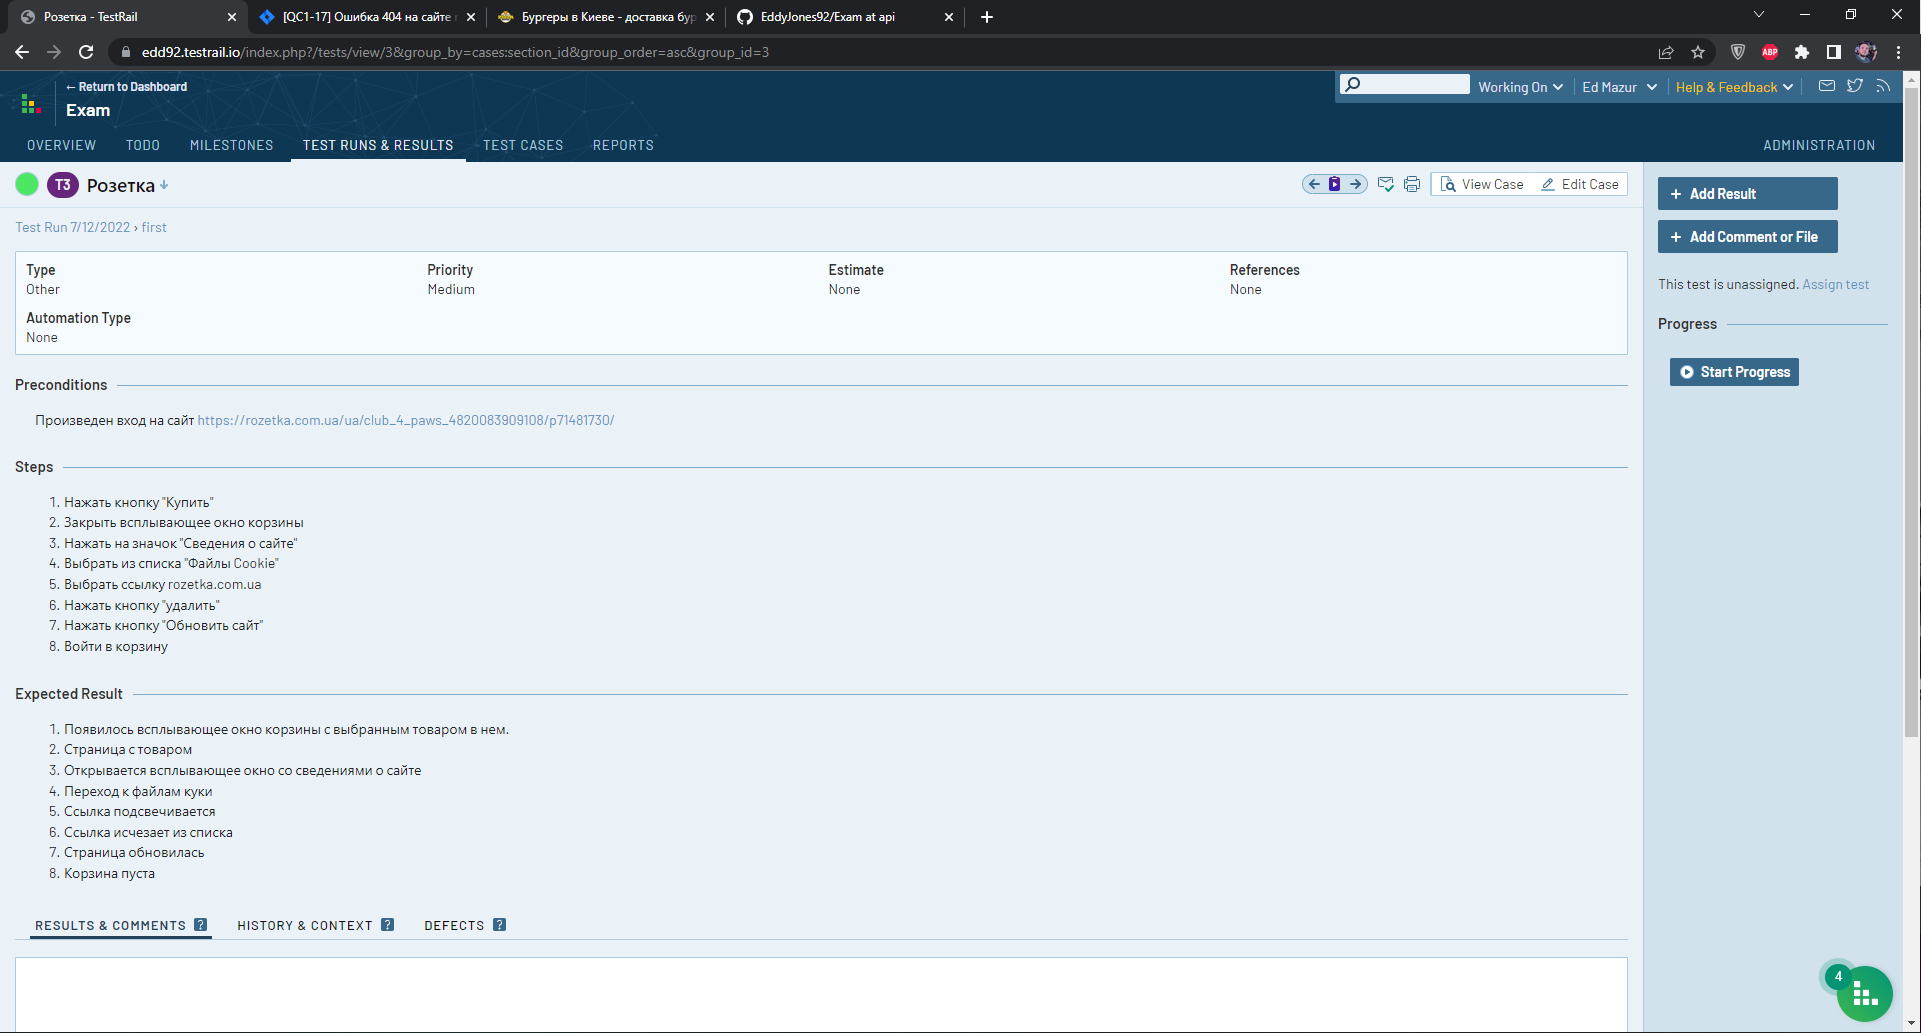 Розетка - TestRail
[QC1-17] Ошибка 404 на сайте
Бургеры в Киеве - доставка бур
EddyJones92/Exam at api
edd92.testrail.io/index.php?/tests/view/3&group_by=cases:section_id&group_order=asc&group_id=3
ABP
← Return to Dashboard
Exam
Working On
Ed Mazur
Help & Feedback
OVERVIEW
TODO
MILESTONES
TEST RUNS & RESULTS
TEST CASES
REPORTS
ADMINISTRATION
T3
Розетка
View Case
Edit Case
Test Run 7/12/2022 › first
Type
Priority
Estimate
References
Other
Medium
None
None
Automation Type
None
Preconditions
Произведен вход на сайт https://rozetka.com.ua/ua/club_4_paws_4820083909108/p71481730/
Steps
1. Нажать кнопку "Купить"
2. Закрыть всплывающее окно корзины
3. Нажать на значок "Сведения о сайте"
4. Выбрать из списка "Файлы Cookie"
5. Выбрать ссылку rozetka.com.ua
6. Нажать кнопку "удалить"
7. Нажать кнопку "Обновить сайт"
8. Войти в корзину
Expected Result
1. Появилось всплывающее окно корзины с выбранным товаром в нем.
2. Страница с товаром
3. Открывается всплывающее окно со сведениями о сайте
4. Переход к файлам куки
5. Ссылка подсвечивается
6. Ссылка исчезает из списка
7. Страница обновилась
8. Корзина пуста
RESULTS & COMMENTS ?
HISTORY & CONTEXT ?
DEFECTS ?
+ Add Result
+ Add Comment or File
This test is unassigned. Assign test
Progress
Start Progress
4